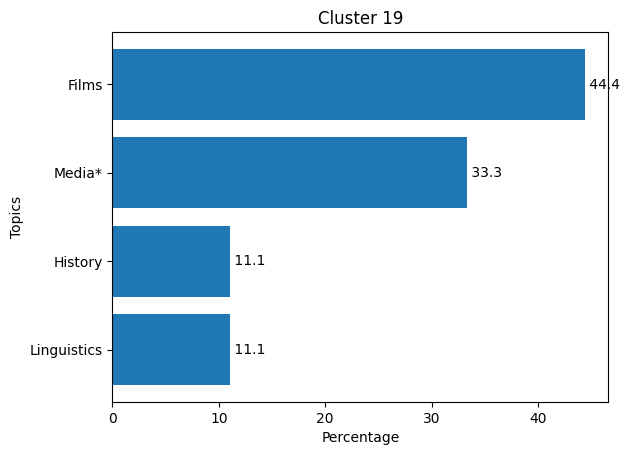 Cluster 19
Topics
Films 44.4
Media* 33.3
History 11.1
Linguistics 11.1
0 10 20 30 40
Percentage